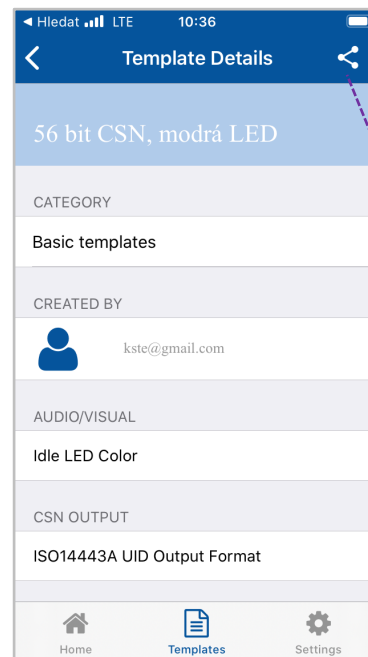 Hledat LTE 10:36
Template Details
56 bit CSN, modrá LED
CATEGORY
Basic templates
CREATED BY
kste@gmail.com
AUDIO/VISUAL
Idle LED Color
CSN OUTPUT
ISO14443A UID Output Format
Home Templates Settings